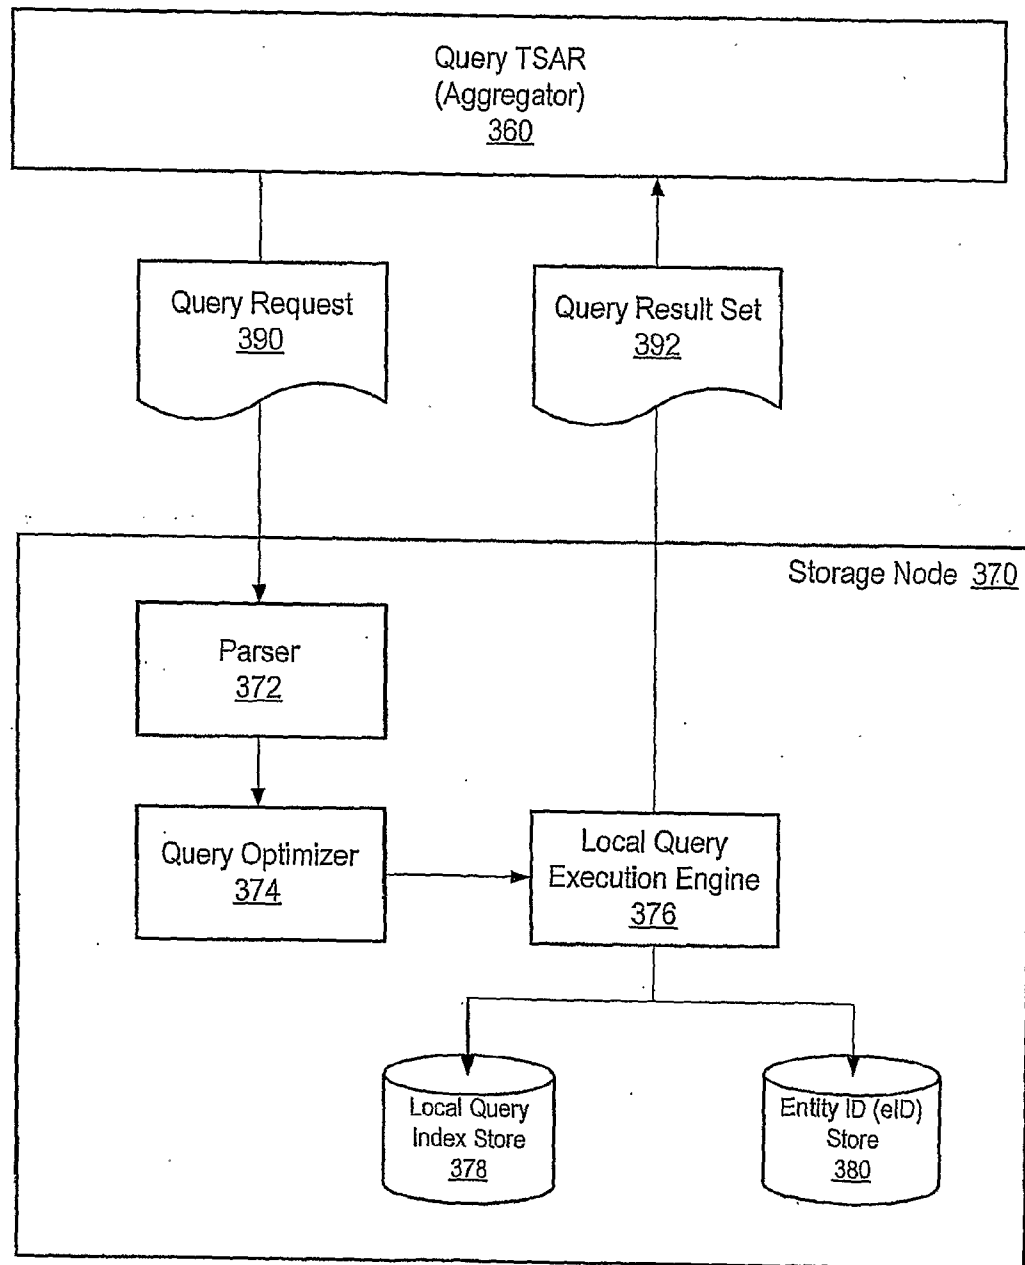 Query TSAR
(Aggregator)
360
Query Request
390
Query Result Set
392
Storage Node 370
Parser
372
Query Optimizer
374
Local Query
Execution Engine
376
Local Query
Index Store
378
Entity ID (eID)
Store
380